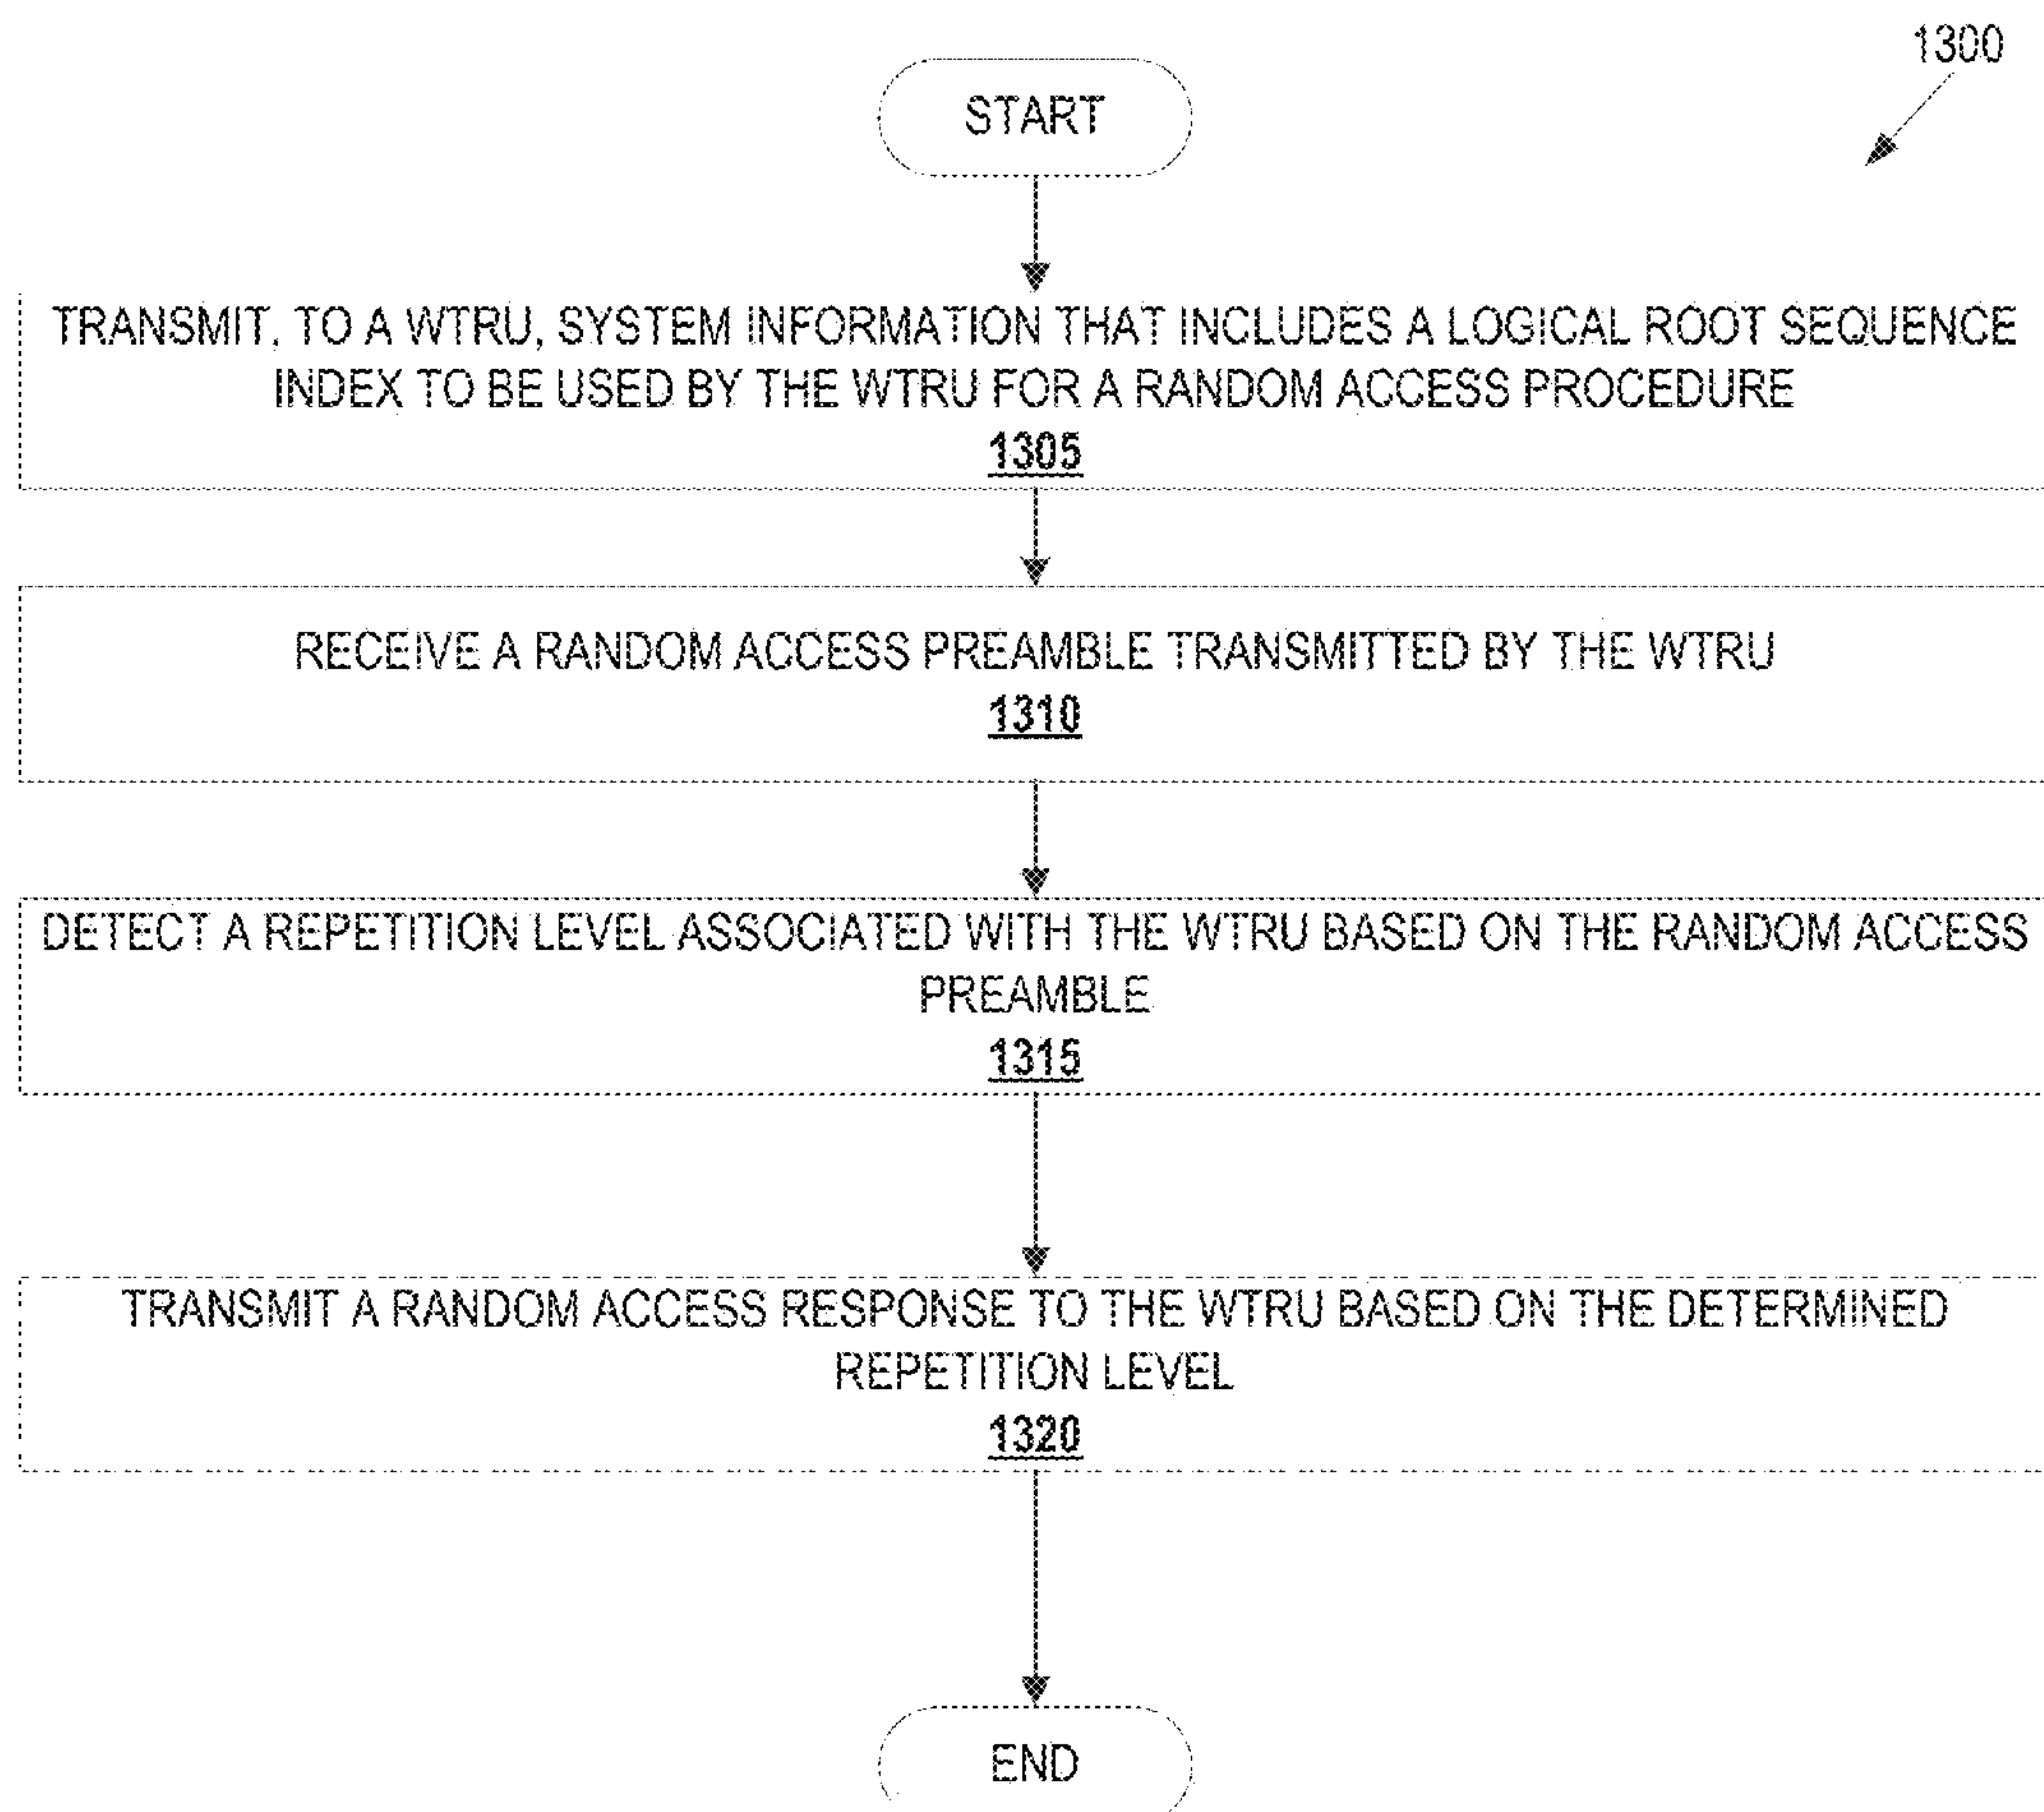 1300
START
TRANSMIT, TO A WTRU, SYSTEM INFORMATION THAT INCLUDES A LOGICAL ROOT SEQUENCE
INDEX TO BE USED BY THE WTRU FOR A RANDOM ACCESS PROCEDURE
1305
RECEIVE A RANDOM ACCESS PREAMBLE TRANSMITTED BY THE WTRU
1310
DETECT A REPETITION LEVEL ASSOCIATED WITH THE WTRU BASED ON THE RANDOM ACCESS
PREAMBLE
1315
TRANSMIT A RANDOM ACCESS RESPONSE TO THE WTRU BASED ON THE DETERMINED
REPETITION LEVEL
1320
END